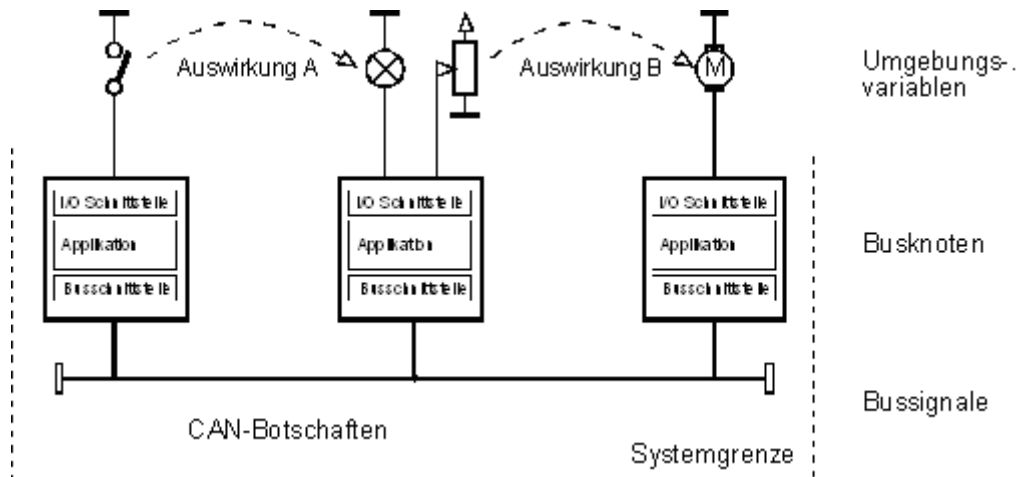 Auswirkung A
Auswirkung B
M
Umgebungs-.
variablen
I/O Schnittstelle
Applikation
Busschnittstelle
I/O Schnittstelle
Applikation
Busschnittstelle
I/O Schnittstelle
Applikation
Busschnittstelle
Busknoten
Bussignale
CAN-Botschaften
Systemgrenze